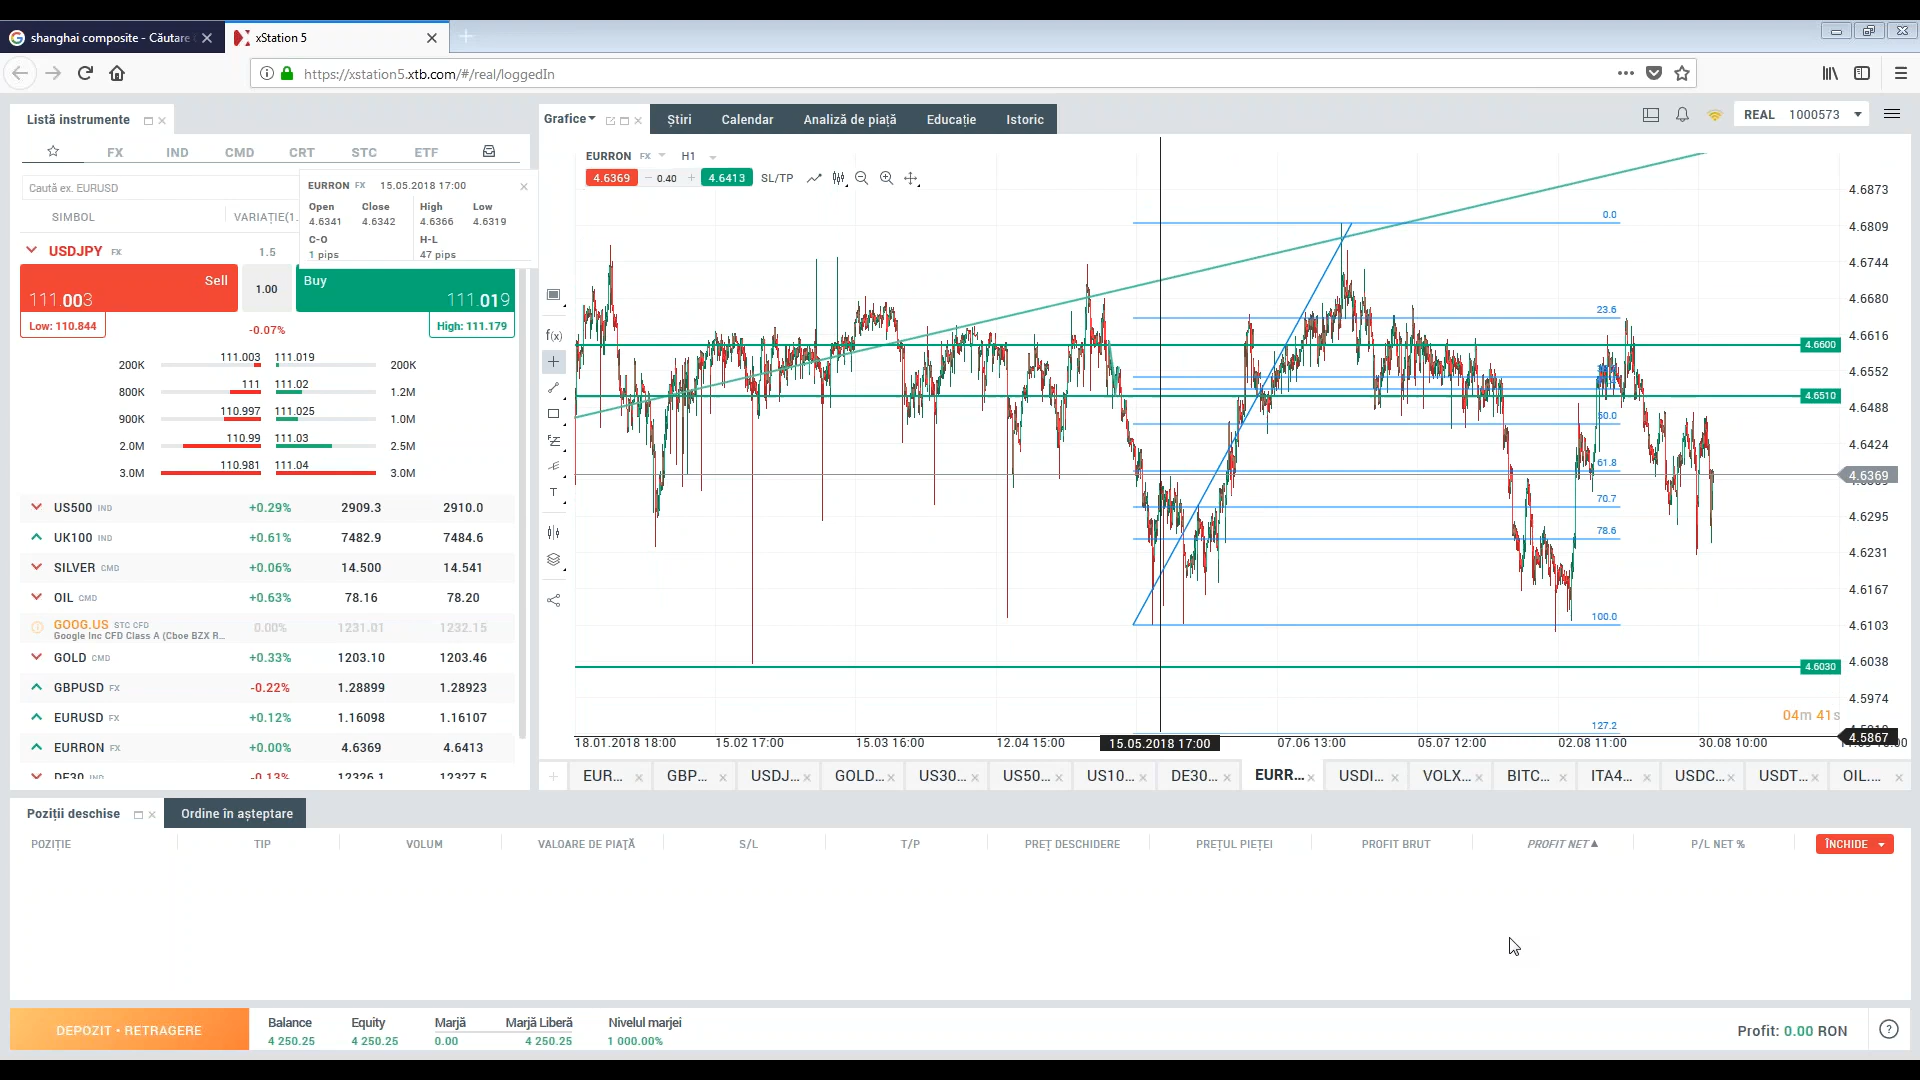 shanghai composite - Căutare
xStation 5
https://xstation5.xtb.com/#/real/loggedIn
Listă instrumente
Grafice
Știri
Calendar
Analiză de piață
Educație
Istoric
REAL 1000573
FX
IND
CMD
CRT
STC
ETF
Caută ex. EURUSD
SIMBOL
VARIAȚIE(1.
EURRON FX 15.05.2018 17:00
Open Close High Low
4.6341 4.6342 4.6366 4.6319
C-O H-L
1 pips 47 pips
USDJPY FX 1.5
Sell
111.003
1.00
Buy
111.019
Low: 110.844
-0.07%
High: 111.179
200K 111.003 111.019 200K
800K 111 111.02 1.2M
900K 110.997 111.025 1.0M
2.0M 110.99 111.03 2.5M
3.0M 110.981 111.04 3.0M
US500 IND +0.29% 2909.3 2910.0
UK100 IND +0.61% 7482.9 7484.6
SILVER CMD +0.06% 14.500 14.541
OIL CMD +0.63% 78.16 78.20
GOOG.US STC CFD 0.00% 1231.01 1232.15
Google Inc CFD Class A (Cboe BZX R...
GOLD CMD +0.33% 1203.10 1203.46
GBPUSD FX -0.22% 1.28899 1.28923
EURUSD FX +0.12% 1.16098 1.16107
EURRON FX +0.00% 4.6369 4.6413
DE30 IND -0.13% 12326.1 12327.5
EURRON FX H1
4.6369 – 0.40 + 4.6413 SL/TP
f(x)
T
0.0
23.6
50.0
61.8
70.7
78.6
100.0
127.2
4.6873
4.6809
4.6744
4.6680
4.6616
4.6600
4.6552
4.6510
4.6488
4.6424
4.6369
4.6295
4.6231
4.6167
4.6103
4.6038
4.6030
4.5974
04m 41s
4.5867
18.01.2018 18:00
15.02 17:00
15.03 16:00
12.04 15:00
15.05.2018 17:00
07.06 13:00
05.07 12:00
02.08 11:00
30.08 10:00
EUR...
GBP...
USDJ...
GOLD...
US30...
US50...
US10...
DE30...
EURR...
USDI...
VOLX...
BITC...
ITA4...
USDC...
USDT...
OIL....
Poziții deschise
Ordine în așteptare
POZIȚIE
TIP
VOLUM
VALOARE DE PIAȚĂ
S/L
T/P
PREȚ DESCHIDERE
PREȚUL PIEȚEI
PROFIT BRUT
PROFIT NET
P/L NET %
ÎNCHIDE
DEPOZIT • RETRAGERE
Balance Equity Marjă Marjă Liberă Nivelul marjei
4 250.25 4 250.25 0.00 4 250.25 1 000.00%
Profit: 0.00 RON